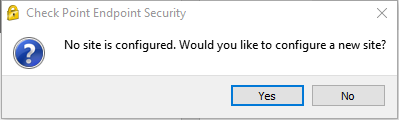 Check Point Endpoint Security
No site is configured. Would you like to configure a new site?
Yes
No